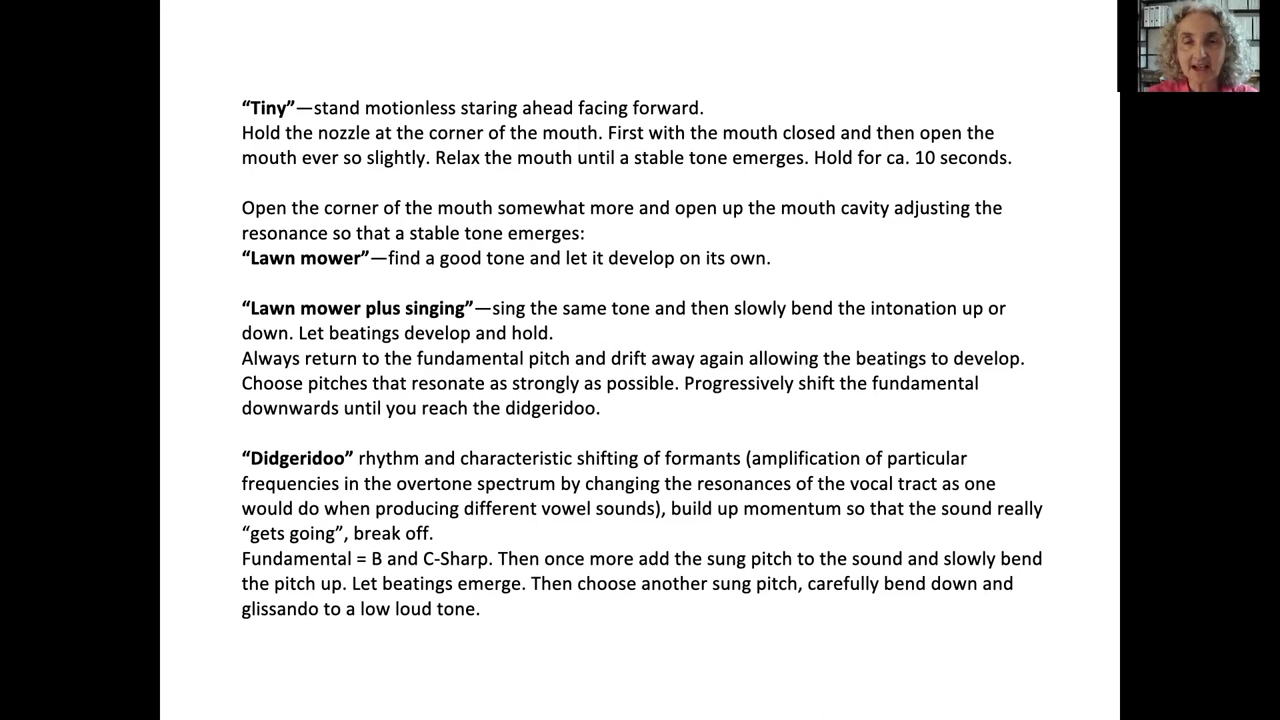 “Tiny”—stand motionless staring ahead facing forward.
Hold the nozzle at the corner of the mouth. First with the mouth closed and then open the
mouth ever so slightly. Relax the mouth until a stable tone emerges. Hold for ca. 10 seconds.
Open the corner of the mouth somewhat more and open up the mouth cavity adjusting the
resonance so that a stable tone emerges:
“Lawn mower”—find a good tone and let it develop on its own.
“Lawn mower plus singing”—sing the same tone and then slowly bend the intonation up or
down. Let beatings develop and hold.
Always return to the fundamental pitch and drift away again allowing the beatings to develop.
Choose pitches that resonate as strongly as possible. Progressively shift the fundamental
downwards until you reach the didgeridoo.
“Didgeridoo” rhythm and characteristic shifting of formants (amplification of particular
frequencies in the overtone spectrum by changing the resonances of the vocal tract as one
would do when producing different vowel sounds), build up momentum so that the sound really
“gets going”, break off.
Fundamental = B and C-Sharp. Then once more add the sung pitch to the sound and slowly bend
the pitch up. Let beatings emerge. Then choose another sung pitch, carefully bend down and
glissando to a low loud tone.